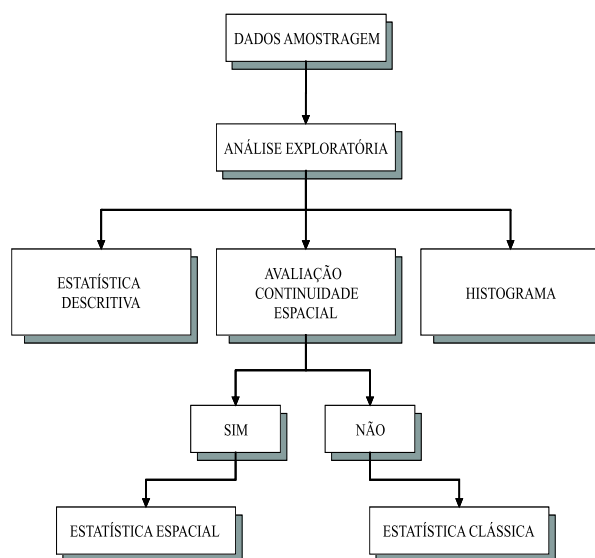 DADOS AMOSTRAGEM
ANÁLISE EXPLORATÓRIA
ESTATÍSTICA
DESCRITIVA
AVALIAÇÃO
CONTINUIDADE
ESPACIAL
HISTOGRAMA
SIM
NÃO
ESTATÍSTICA ESPACIAL
ESTATÍSTICA CLÁSSICA